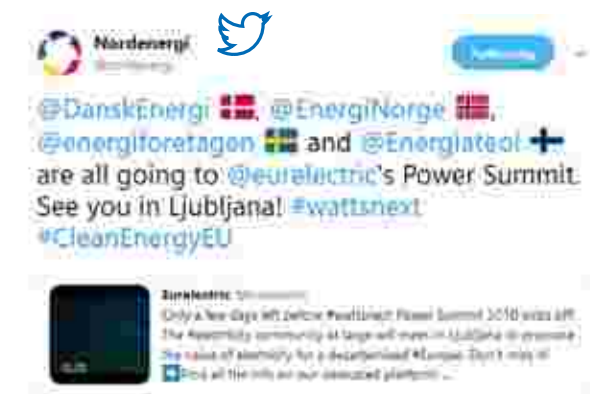 Nordenergi
Following
@DanskEnergi, @EnergiNorge,
@energiforetagen and @Energiateol
are all going to @eurelectric's Power Summit.
See you in Ljubljana! #wattsnext
#CleanEnergyEU
Eurelectric
Only a few days left before #wattsnext Power Summit 2018 kicks off!
The #electricity community at large will meet in Ljubljana to promote
the value of electricity for a decarbonised #Europe. Don't miss it!
Find all the info on our dedicated platform ...